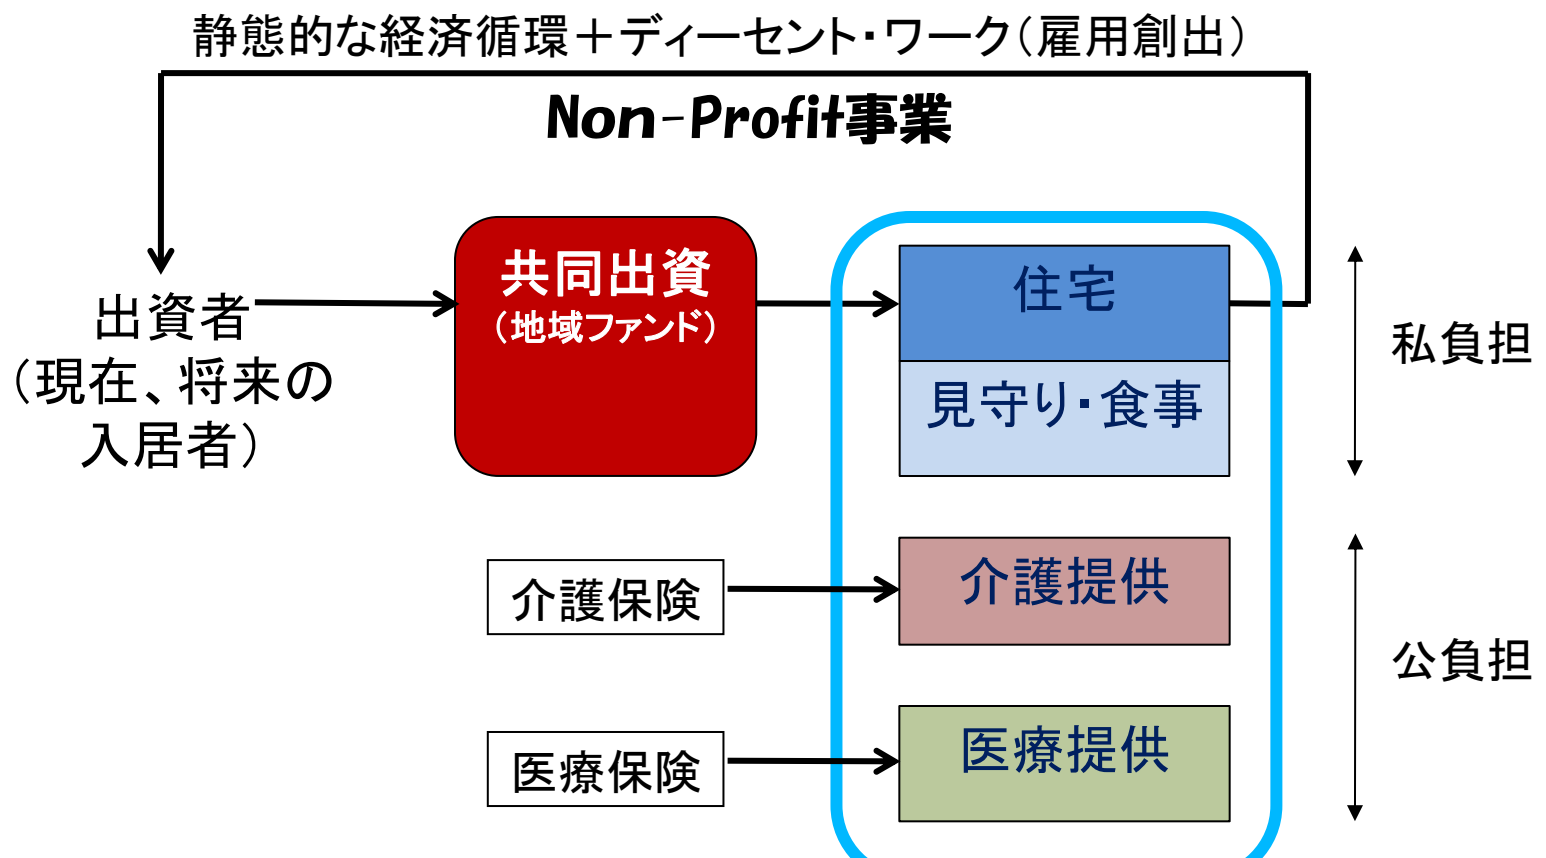 静態的な経済循環＋ディーセント・ワーク（雇用創出）
Non-Profit事業
共同出資
（地域ファンド）
住宅
出資者
（現在、将来の
入居者）
見守り・食事
私負担
介護保険
介護提供
公負担
医療保険
医療提供